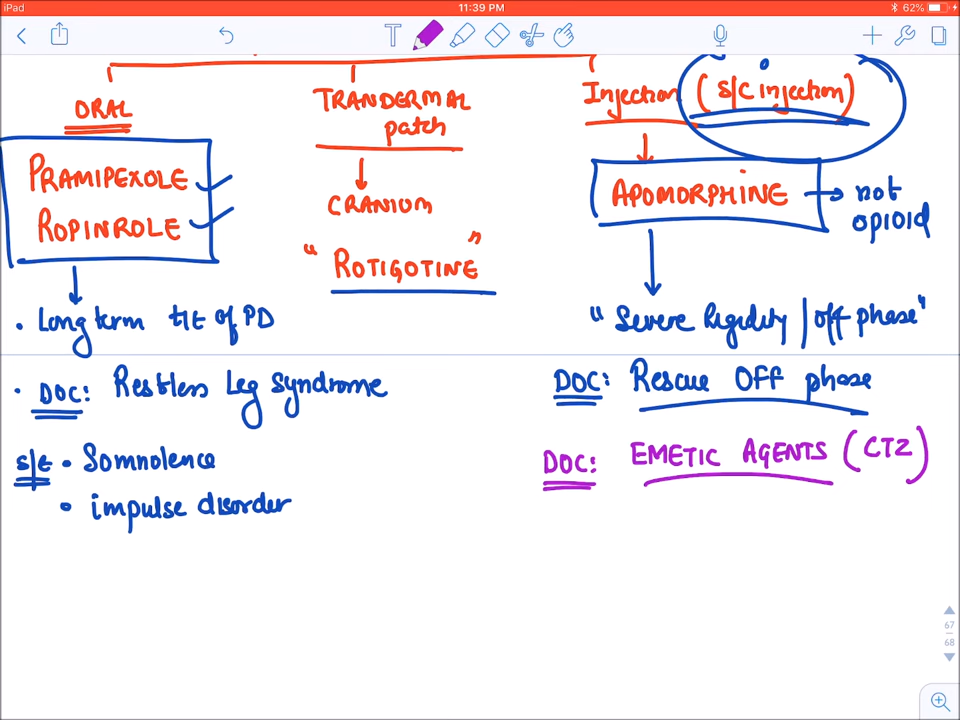 iPad
11:39 PM
62%
ORAL
TRANDERMAL
patch
Injection (S/C injection)
PRAMIPEXOLE
ROPINROLE
CRANIUM
"ROTIGOTINE"
APOMORPHINE → not
opioid
• Long term ttt of PD
"Severe Rigidity / off phase"
• DOC: Restless Leg syndrome
DOC: Rescue OFF phase
S/E • Somnolence
• impulse disorder
DOC: EMETIC AGENTS (CTZ)
67
68